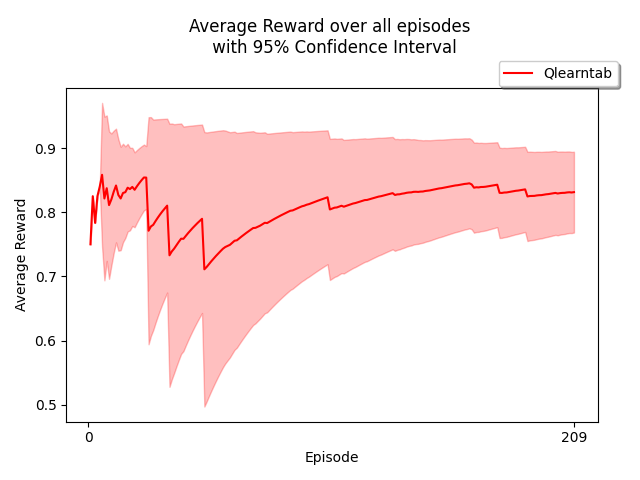 Average Reward over all episodes
with 95% Confidence Interval
Qlearntab
Average Reward
0.9
0.8
0.7
0.6
0.5
0
209
Episode